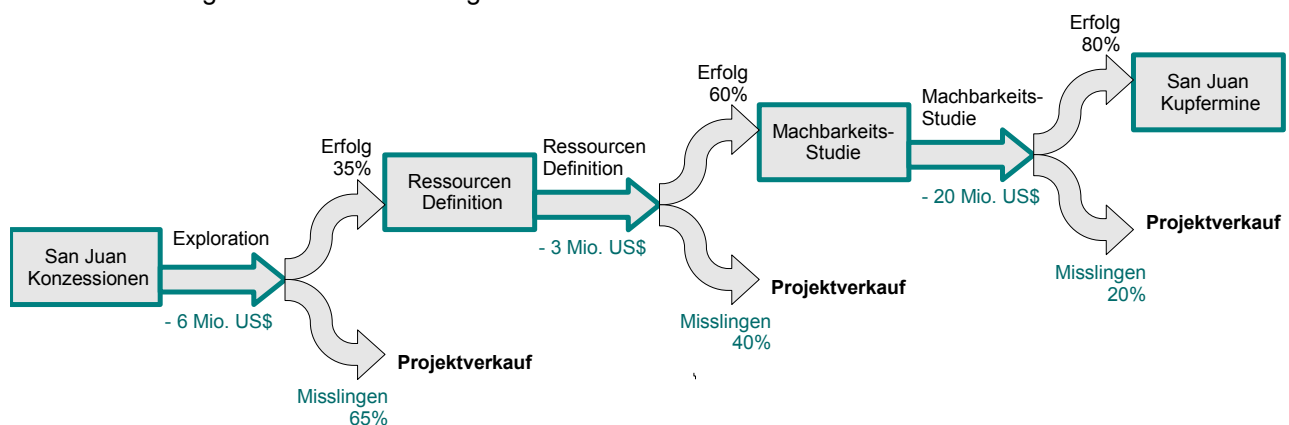 San Juan
Konzessionen
Exploration
- 6 Mio. US$
Erfolg
35%
Misslingen
65%
Projektverkauf
Ressourcen
Definition
Ressourcen
Definition
- 3 Mio. US$
Erfolg
60%
Misslingen
40%
Projektverkauf
Machbarkeits-
Studie
Machbarkeits-
Studie
- 20 Mio. US$
Erfolg
80%
Misslingen
20%
Projektverkauf
San Juan
Kupfermine